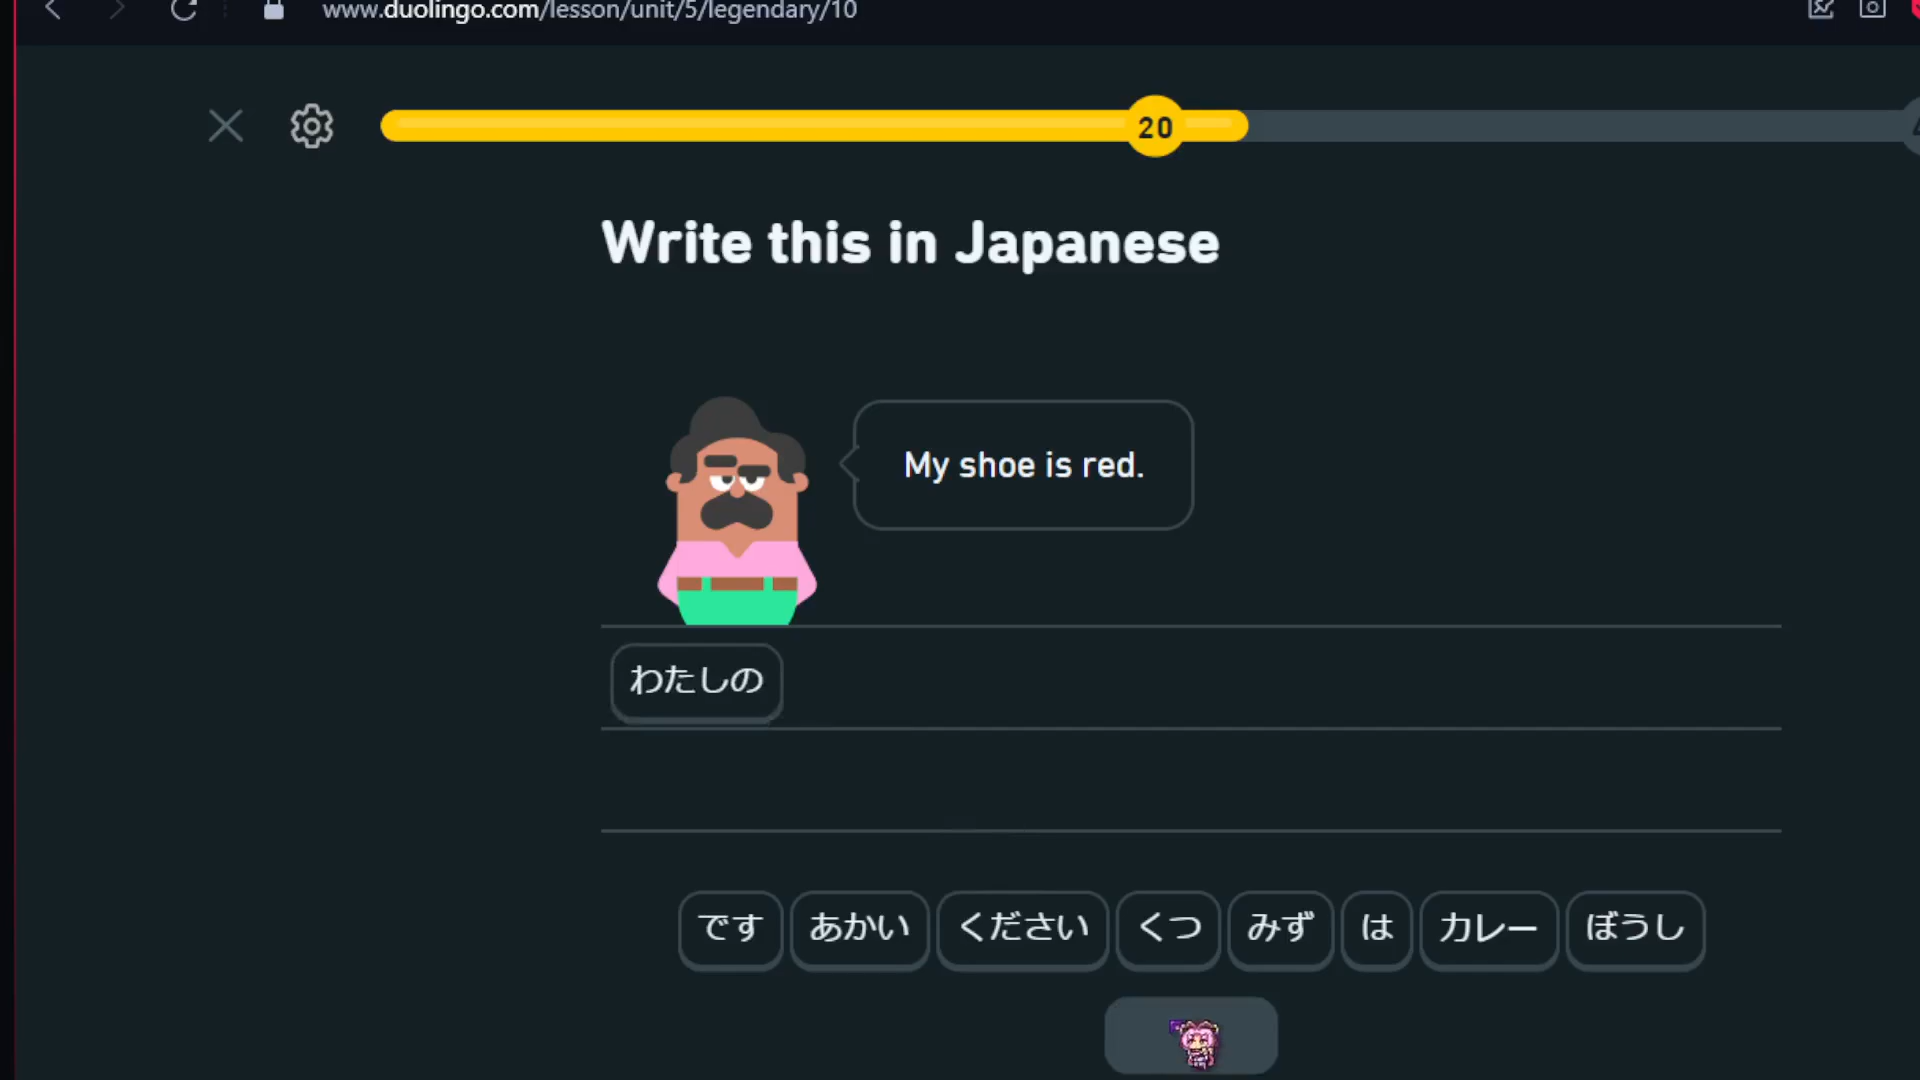 www.duolingo.com/lesson/unit/5/legendary/10
20
Write this in Japanese
My shoe is red.
わたしの
です あかい ください くつ みず は カレー ぼうし